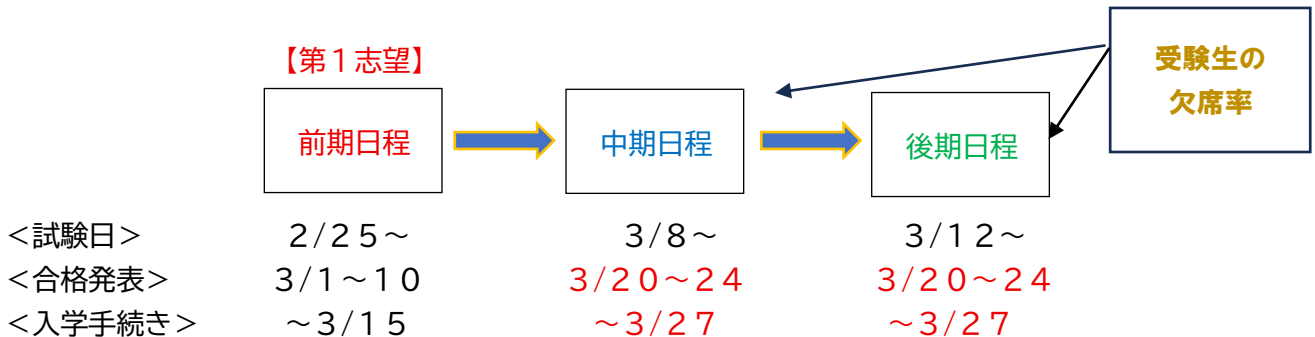 【第１志望】
受験生の
欠席率
前期日程
中期日程
後期日程
＜試験日＞ ２/２５～ ３/８～ ３/１２～
＜合格発表＞ ３/１～１０ ３/２０～２４ ３/２０～２４
＜入学手続き＞ ～３/１５ ～３/２７ ～３/２７